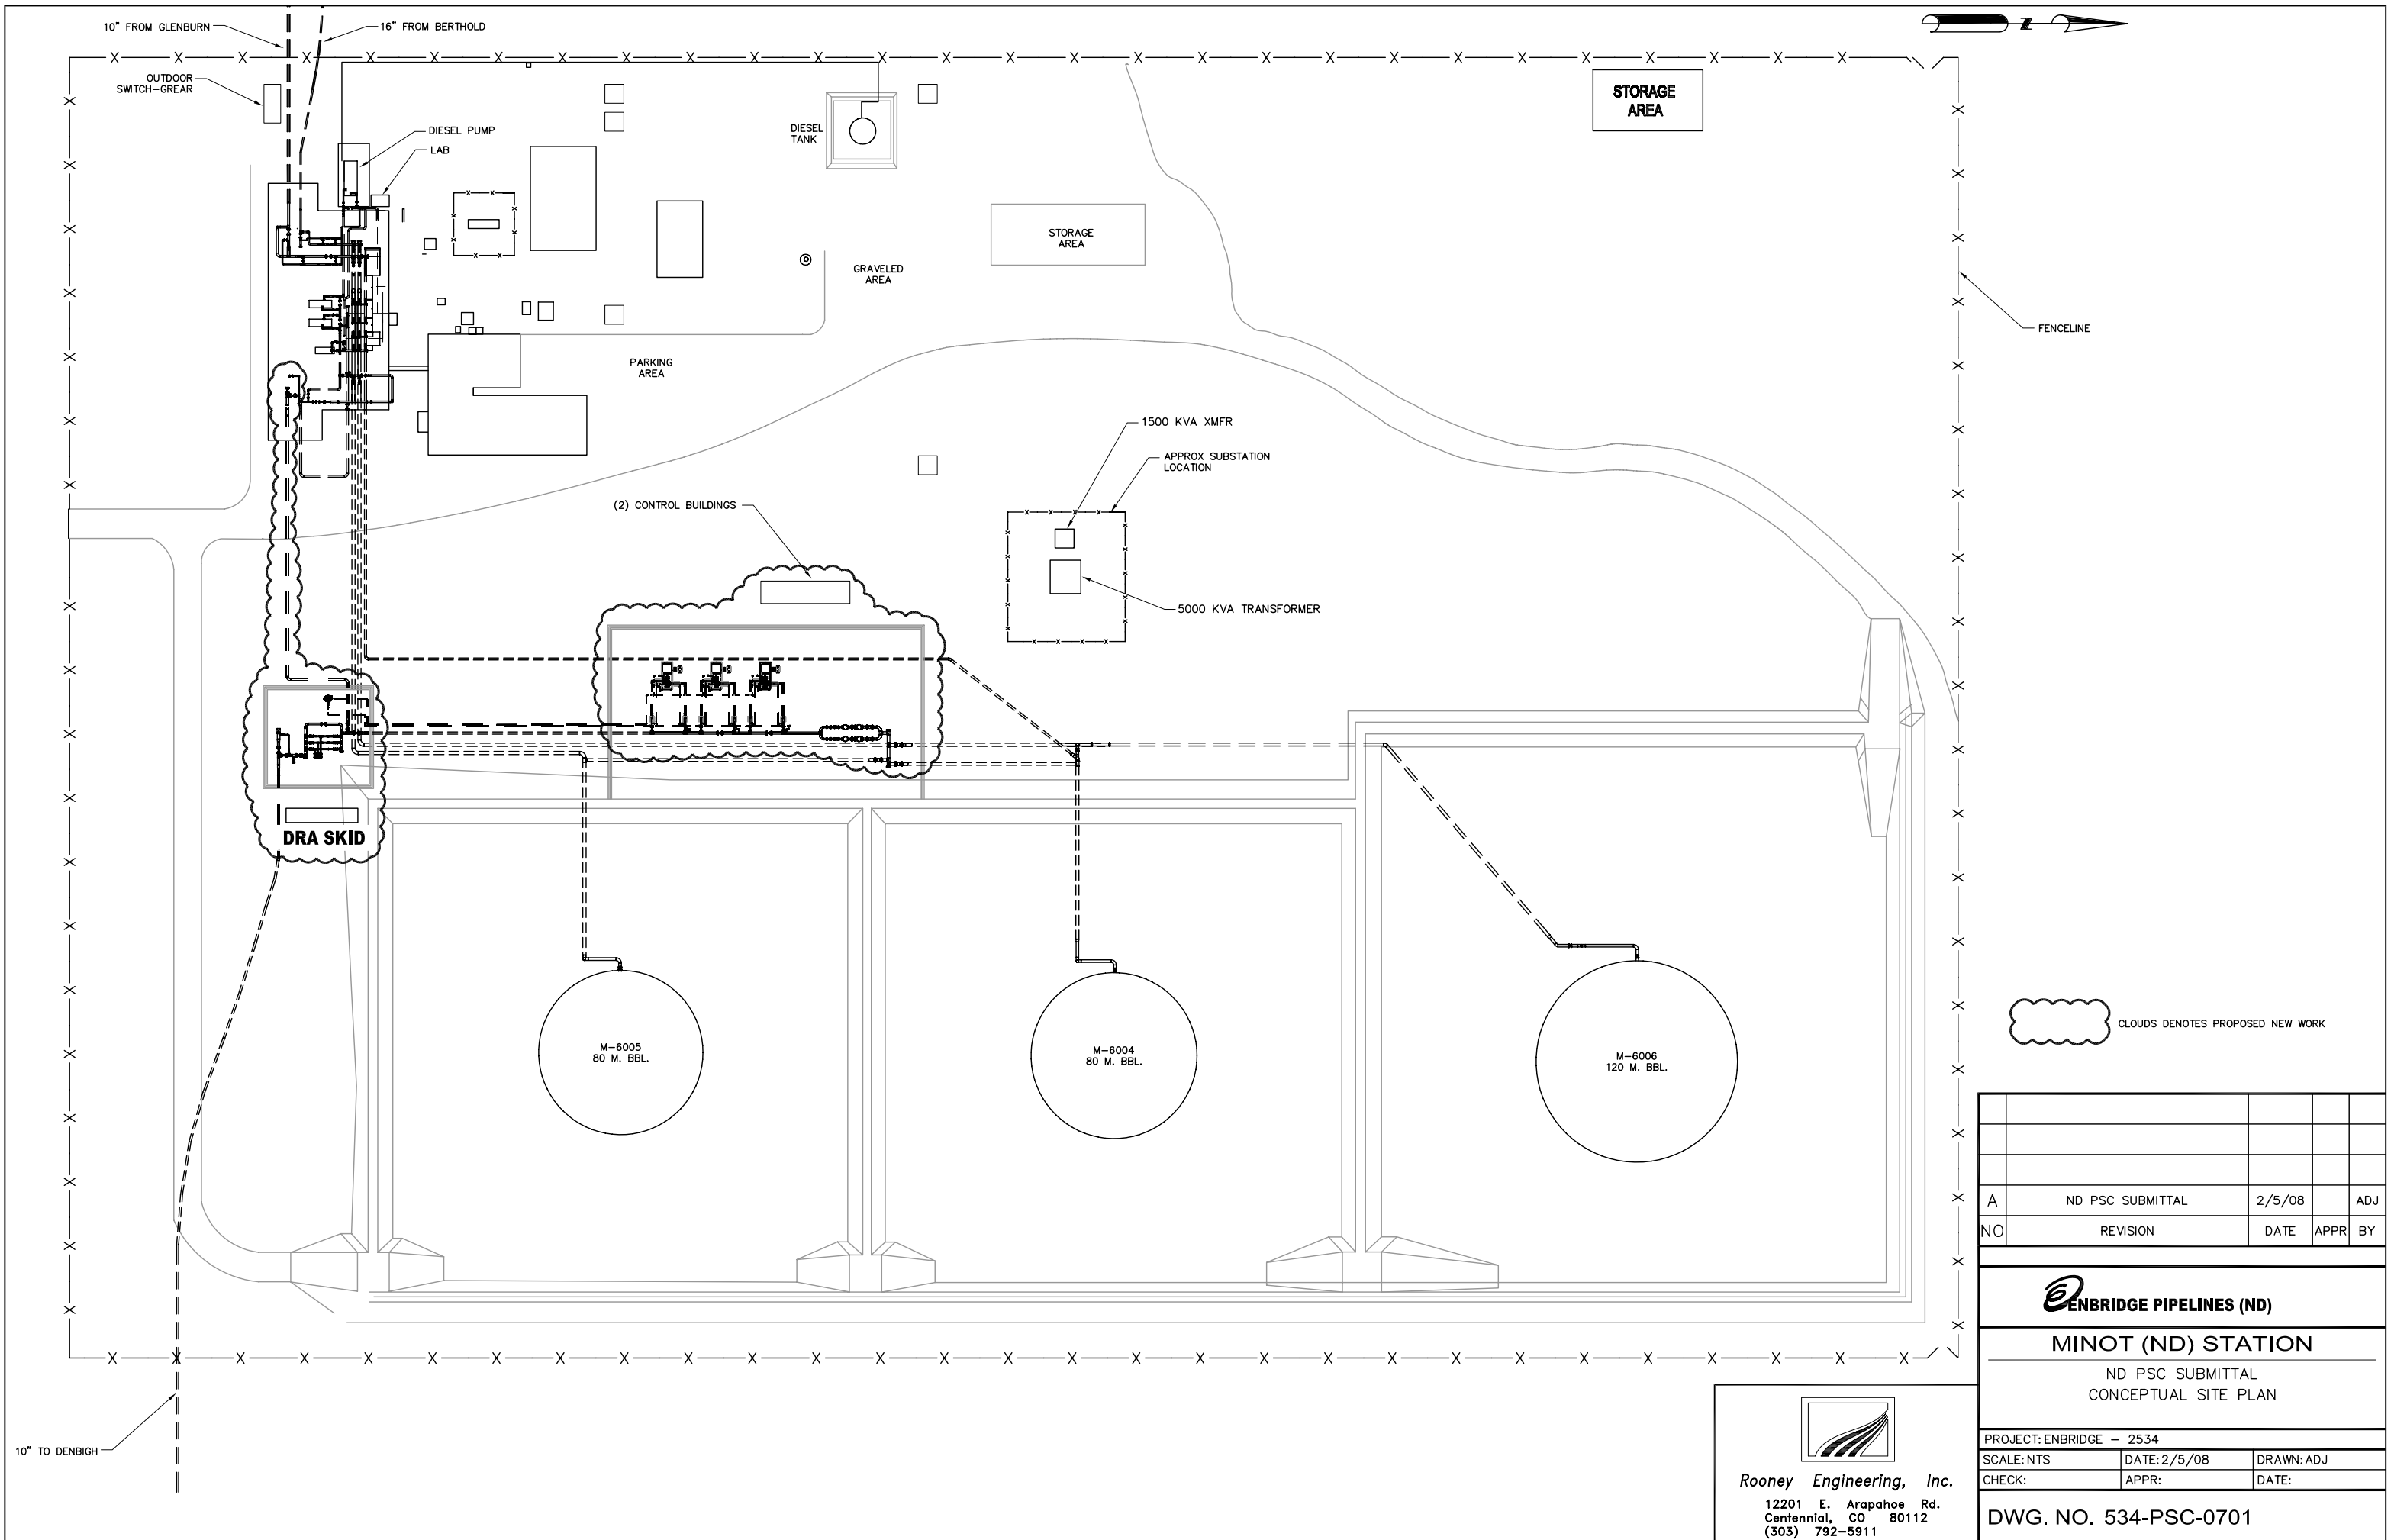 10" FROM GLENBURN
16" FROM BERTHOLD
Z
OUTDOOR
SWITCH-GREAR
DIESEL PUMP
LAB
DIESEL
TANK
STORAGE
AREA
STORAGE
AREA
GRAVELED
AREA
FENCELINE
PARKING
AREA
1500 KVA XMFR
APPROX SUBSTATION
LOCATION
(2) CONTROL BUILDINGS
5000 KVA TRANSFORMER
DRA SKID
M-6005
80 M. BBL.
M-6004
80 M. BBL.
M-6006
120 M. BBL.
CLOUDS DENOTES PROPOSED NEW WORK
A ND PSC SUBMITTAL 2/5/08 ADJ
NO REVISION DATE APPR BY
ENBRIDGE PIPELINES (ND)
MINOT (ND) STATION
ND PSC SUBMITTAL
CONCEPTUAL SITE PLAN
PROJECT: ENBRIDGE - 2534
SCALE: NTS DATE: 2/5/08 DRAWN: ADJ
CHECK: APPR: DATE:
DWG. NO. 534-PSC-0701
Rooney Engineering, Inc.
12201 E. Arapahoe Rd.
Centennial, CO 80112
(303) 792-5911
10" TO DENBIGH